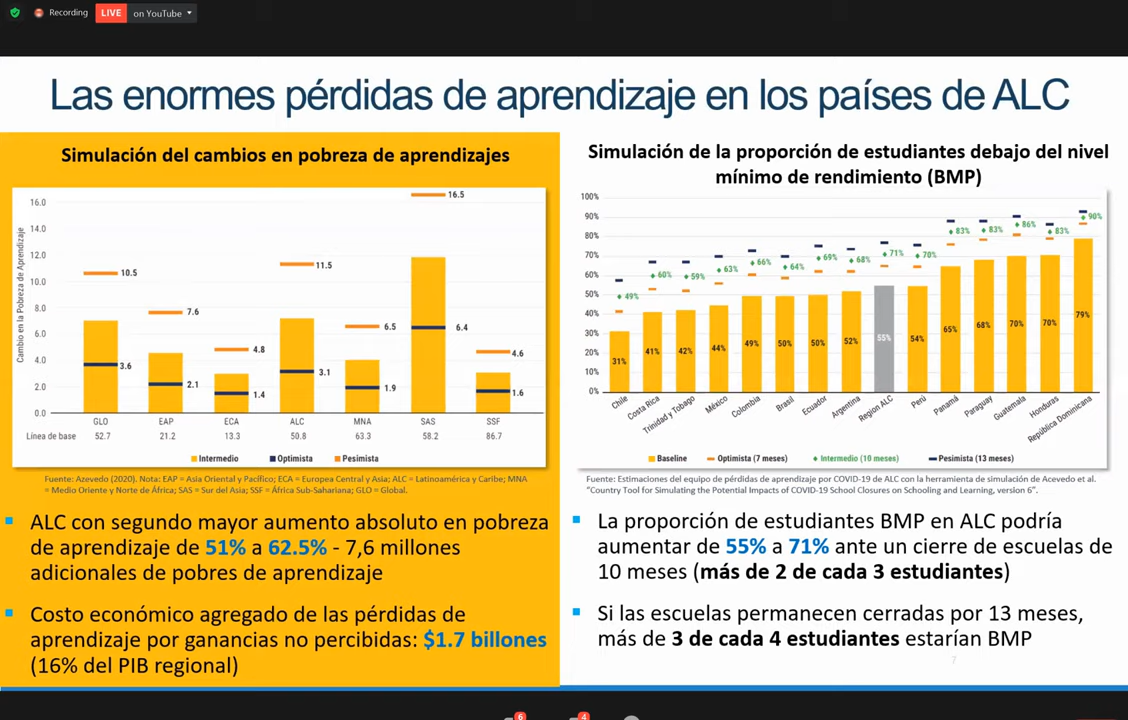 Recording
LIVE on YouTube
Las enormes pérdidas de aprendizaje en los países de ALC
Simulación del cambios en pobreza de aprendizajes
Cambio en la Pobreza de Aprendizaje
16.0
14.0
12.0
10.0
8.0
6.0
4.0
2.0
0.0
10.5
3.6
7.6
2.1
4.8
1.4
11.5
3.1
6.5
1.9
16.5
6.4
4.6
1.6
GLO EAP ECA ALC MNA SAS SSF
Línea de base 52.7 21.2 13.3 50.8 63.3 58.2 86.7
Intermedio Optimista Pesimista
Fuente: Azevedo (2020). Nota: EAP = Asia Oriental y Pacífico; ECA = Europea Central y Asia; ALC = Latinoamérica y Caribe; MNA
= Medio Oriente y Norte de África; SAS = Sur del Asia; SSF = África Sub-Sahariana; GLO = Global.
ALC con segundo mayor aumento absoluto en pobreza
de aprendizaje de 51% a 62.5% - 7,6 millones
adicionales de pobres de aprendizaje
Costo económico agregado de las pérdidas de
aprendizaje por ganancias no percibidas: $1.7 billones
(16% del PIB regional)
Simulación de la proporción de estudiantes debajo del nivel
mínimo de rendimiento (BMP)
100%
90%
80%
70%
60%
50%
40%
30%
20%
10%
0%
49% 60% 59% 63% 66% 64% 69% 68% 71% 70% 83% 83% 86% 83% 90%
31% 41% 42% 44% 49% 50% 50% 52% 55% 54% 65% 68% 70% 70% 79%
Chile Costa Rica Trinidad y Tobago México Colombia Brasil Ecuador Argentina Region ALC Perú Panamá Paraguay Guatemala Honduras República Dominicana
Baseline Optimista (7 meses) Intermedio (10 meses) Pesimista (13 meses)
Fuente: Estimaciones del equipo de pérdidas de aprendizaje por COVID-19 de ALC con la herramienta de simulación de Acevedo et al.
“Country Tool for Simulating the Potential Impacts of COVID-19 School Closures on Schooling and Learning, version 6”.
La proporción de estudiantes BMP en ALC podría
aumentar de 55% a 71% ante un cierre de escuelas de
10 meses (más de 2 de cada 3 estudiantes)
Si las escuelas permanecen cerradas por 13 meses,
más de 3 de cada 4 estudiantes estarían BMP
7
6
4